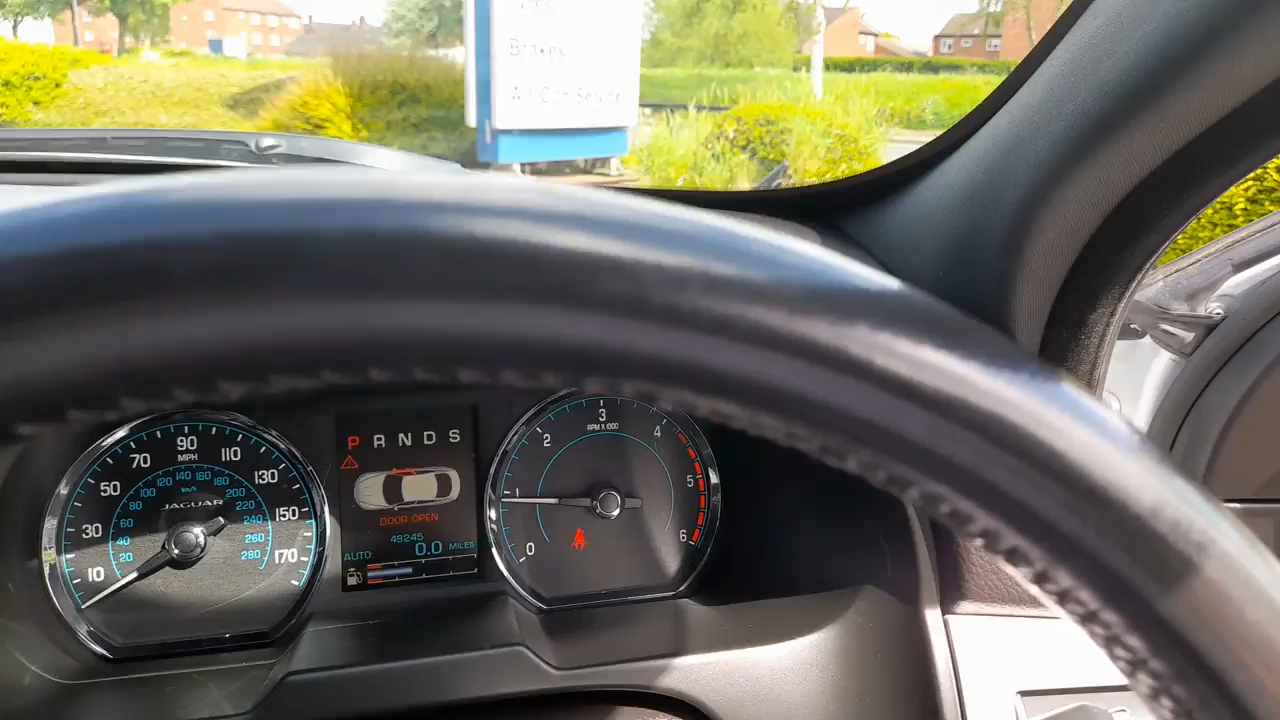 Brakes
Air Con Service
90
MPH
70
110
50
130
30
150
10
170
120 140 160 180
100
km/h
200
80
220
60
240
40
260
20
280
JAGUAR
P R N D S
DOOR OPEN
49245
AUTO: 0.0 MILES
3
RPM X 1000
2
4
1
5
0
6